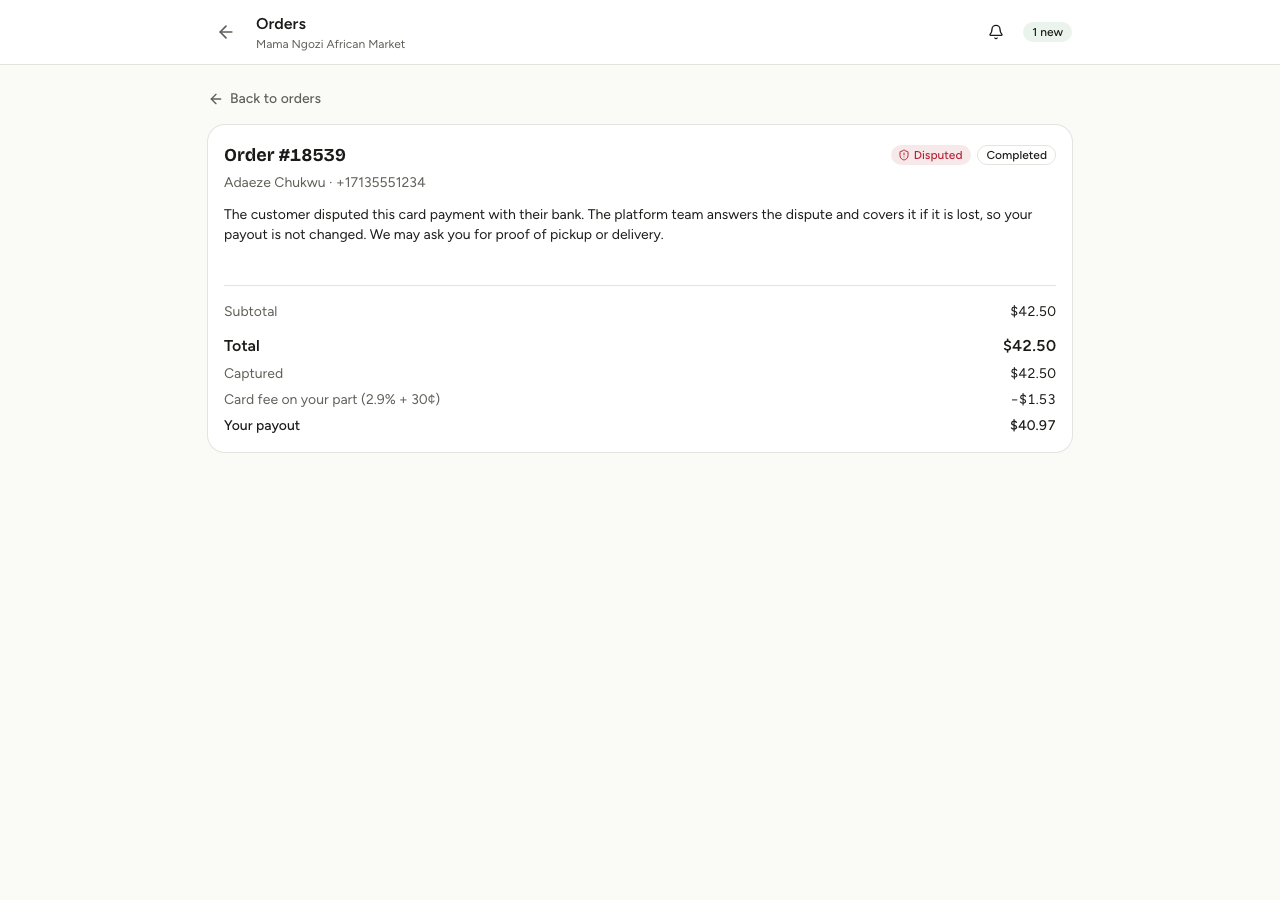 Orders
Mama Ngozi African Market
1 new
Back to orders
Order #18539
Disputed
Completed
Adaeze Chukwu · +17135551234
The customer disputed this card payment with their bank. The platform team answers the dispute and covers it if it is lost, so your
payout is not changed. We may ask you for proof of pickup or delivery.
Subtotal $42.50
Total $42.50
Captured $42.50
Card fee on your part (2.9% + 30¢) −$1.53
Your payout $40.97